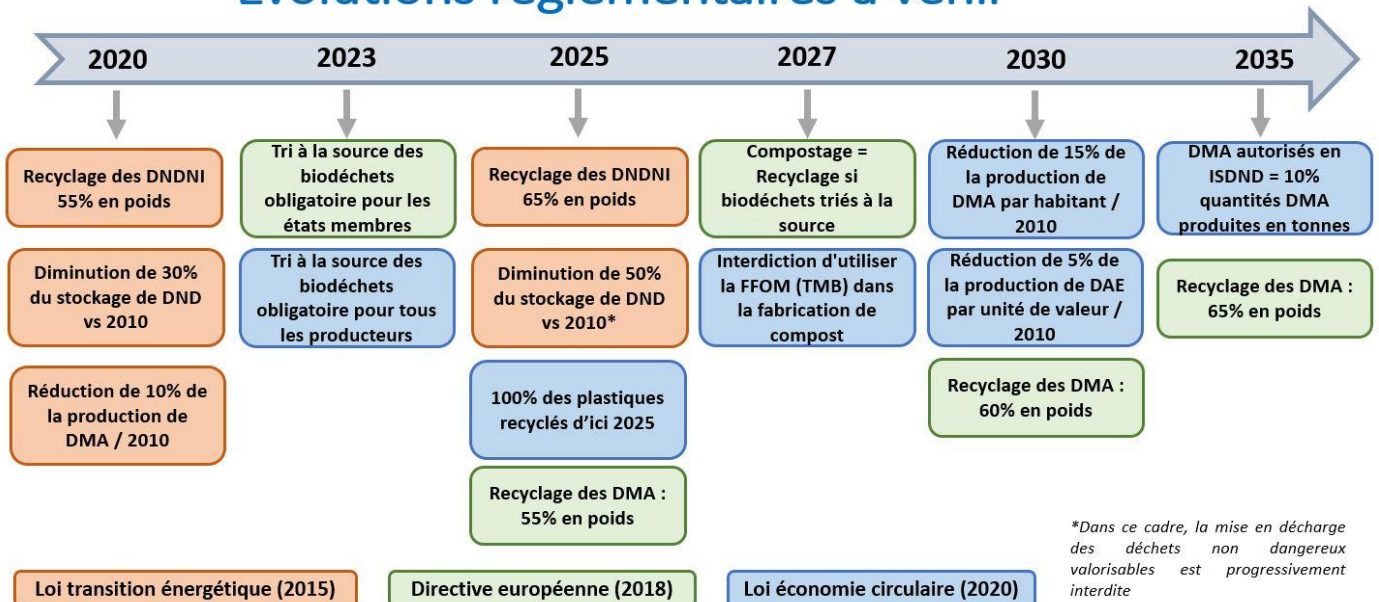 Evolutions réglementaires à venir
2020
2023
2025
2027
2030
2035
Recyclage des DNDNI
55% en poids
Diminution de 30%
du stockage de DND
vs 2010
Réduction de 10% de
la production de
DMA / 2010
Tri à la source des
biodéchets
obligatoire pour les
états membres
Tri à la source des
biodéchets
obligatoire pour tous
les producteurs
Recyclage des DNDNI
65% en poids
Diminution de 50%
du stockage de DND
vs 2010*
100% des plastiques
recyclés d’ici 2025
Recyclage des DMA :
55% en poids
Compostage =
Recyclage si
biodéchets triés à la
source
Interdiction d'utiliser
la FFOM (TMB) dans
la fabrication de
compost
Réduction de 15% de
la production de
DMA par habitant /
2010
Réduction de 5% de
la production de DAE
par unité de valeur /
2010
Recyclage des DMA :
60% en poids
DMA autorisés en
ISDND = 10%
quantités DMA
produites en tonnes
Recyclage des DMA :
65% en poids
*Dans ce cadre, la mise en décharge
des déchets non dangereux
valorisables est progressivement
interdite
Loi transition énergétique (2015)
Directive européenne (2018)
Loi économie circulaire (2020)